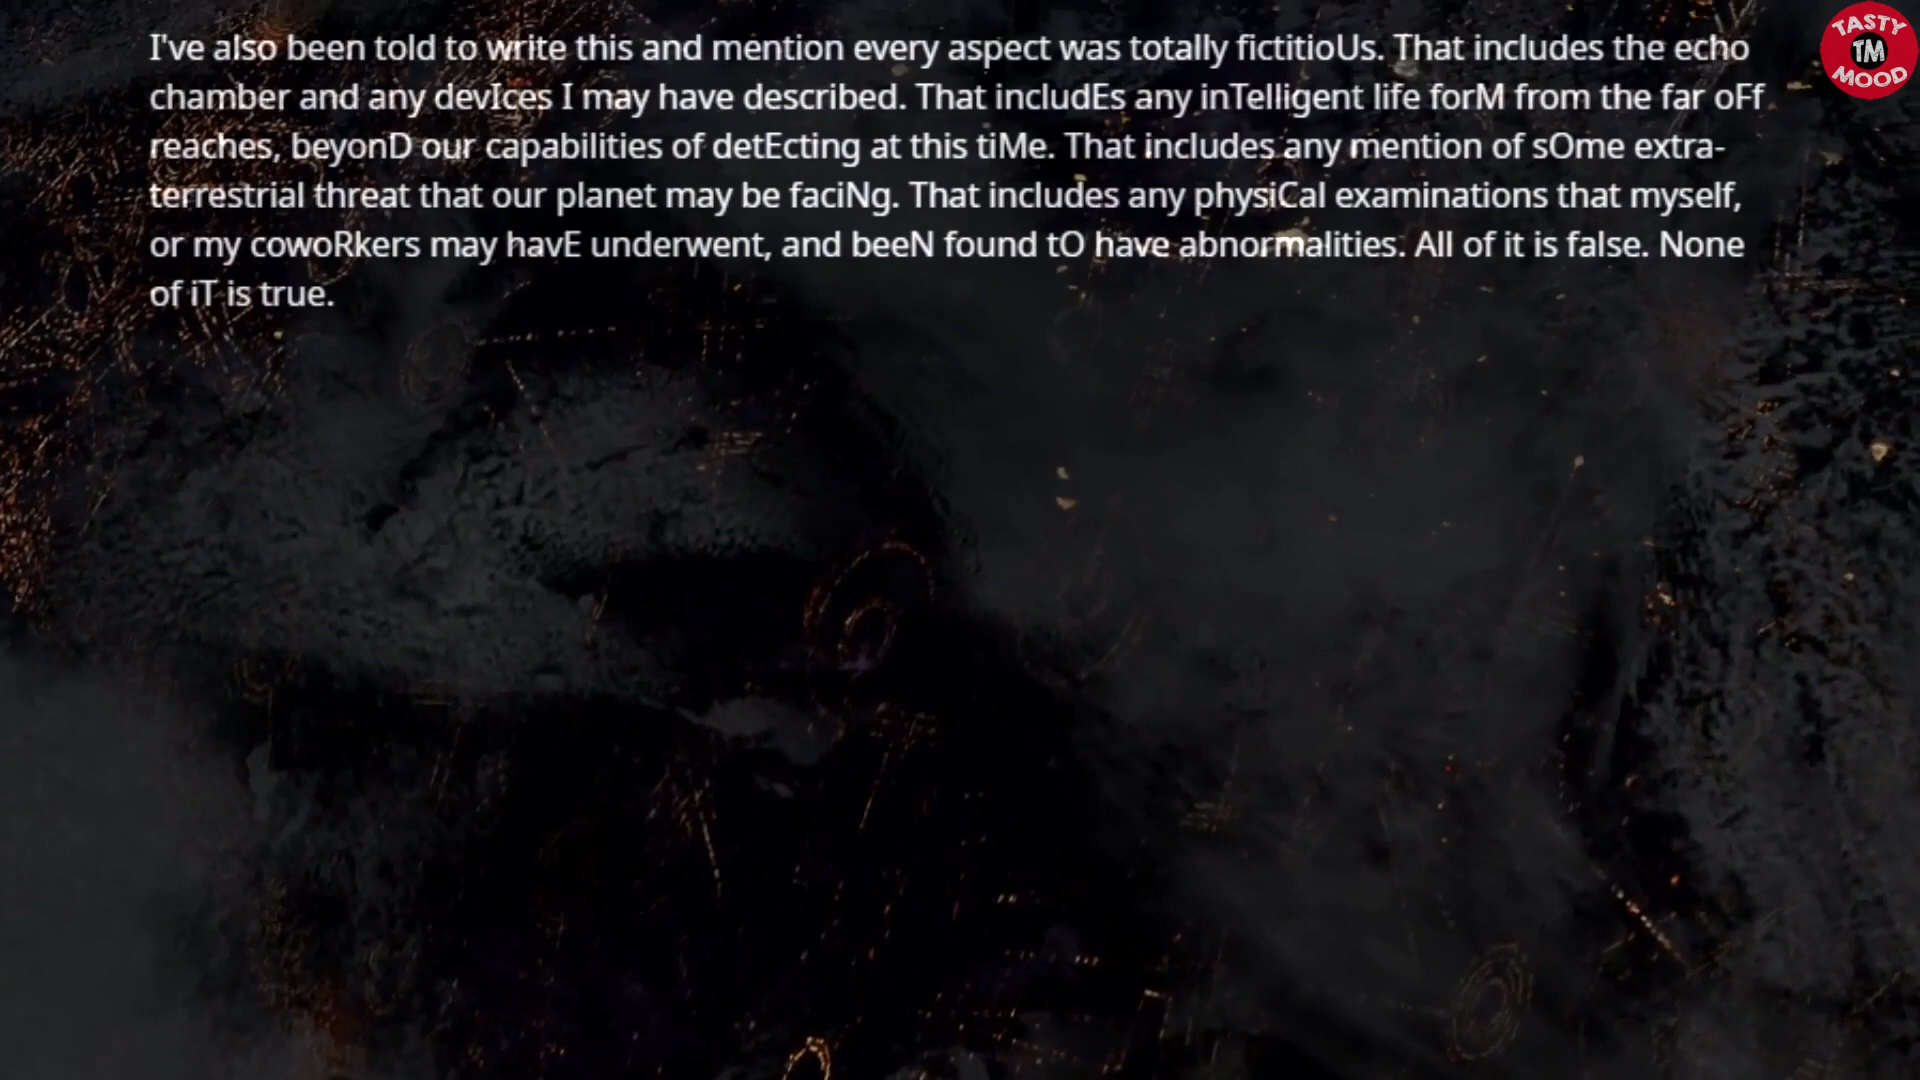 I've also been told to write this and mention every aspect was totally fictitioUs. That includes the echo
chamber and any devIces I may have described. That includEs any inTelligent life forM from the far oFf
reaches, beyonD our capabilities of detEcting at this tiMe. That includes any mention of sOme extra-
terrestrial threat that our planet may be faciNg. That includes any physiCal examinations that myself,
or my cowoRkers may havE underwent, and beeN found tO have abnormalities. All of it is false. None
of iT is true.
TASTY
TM
MOOD